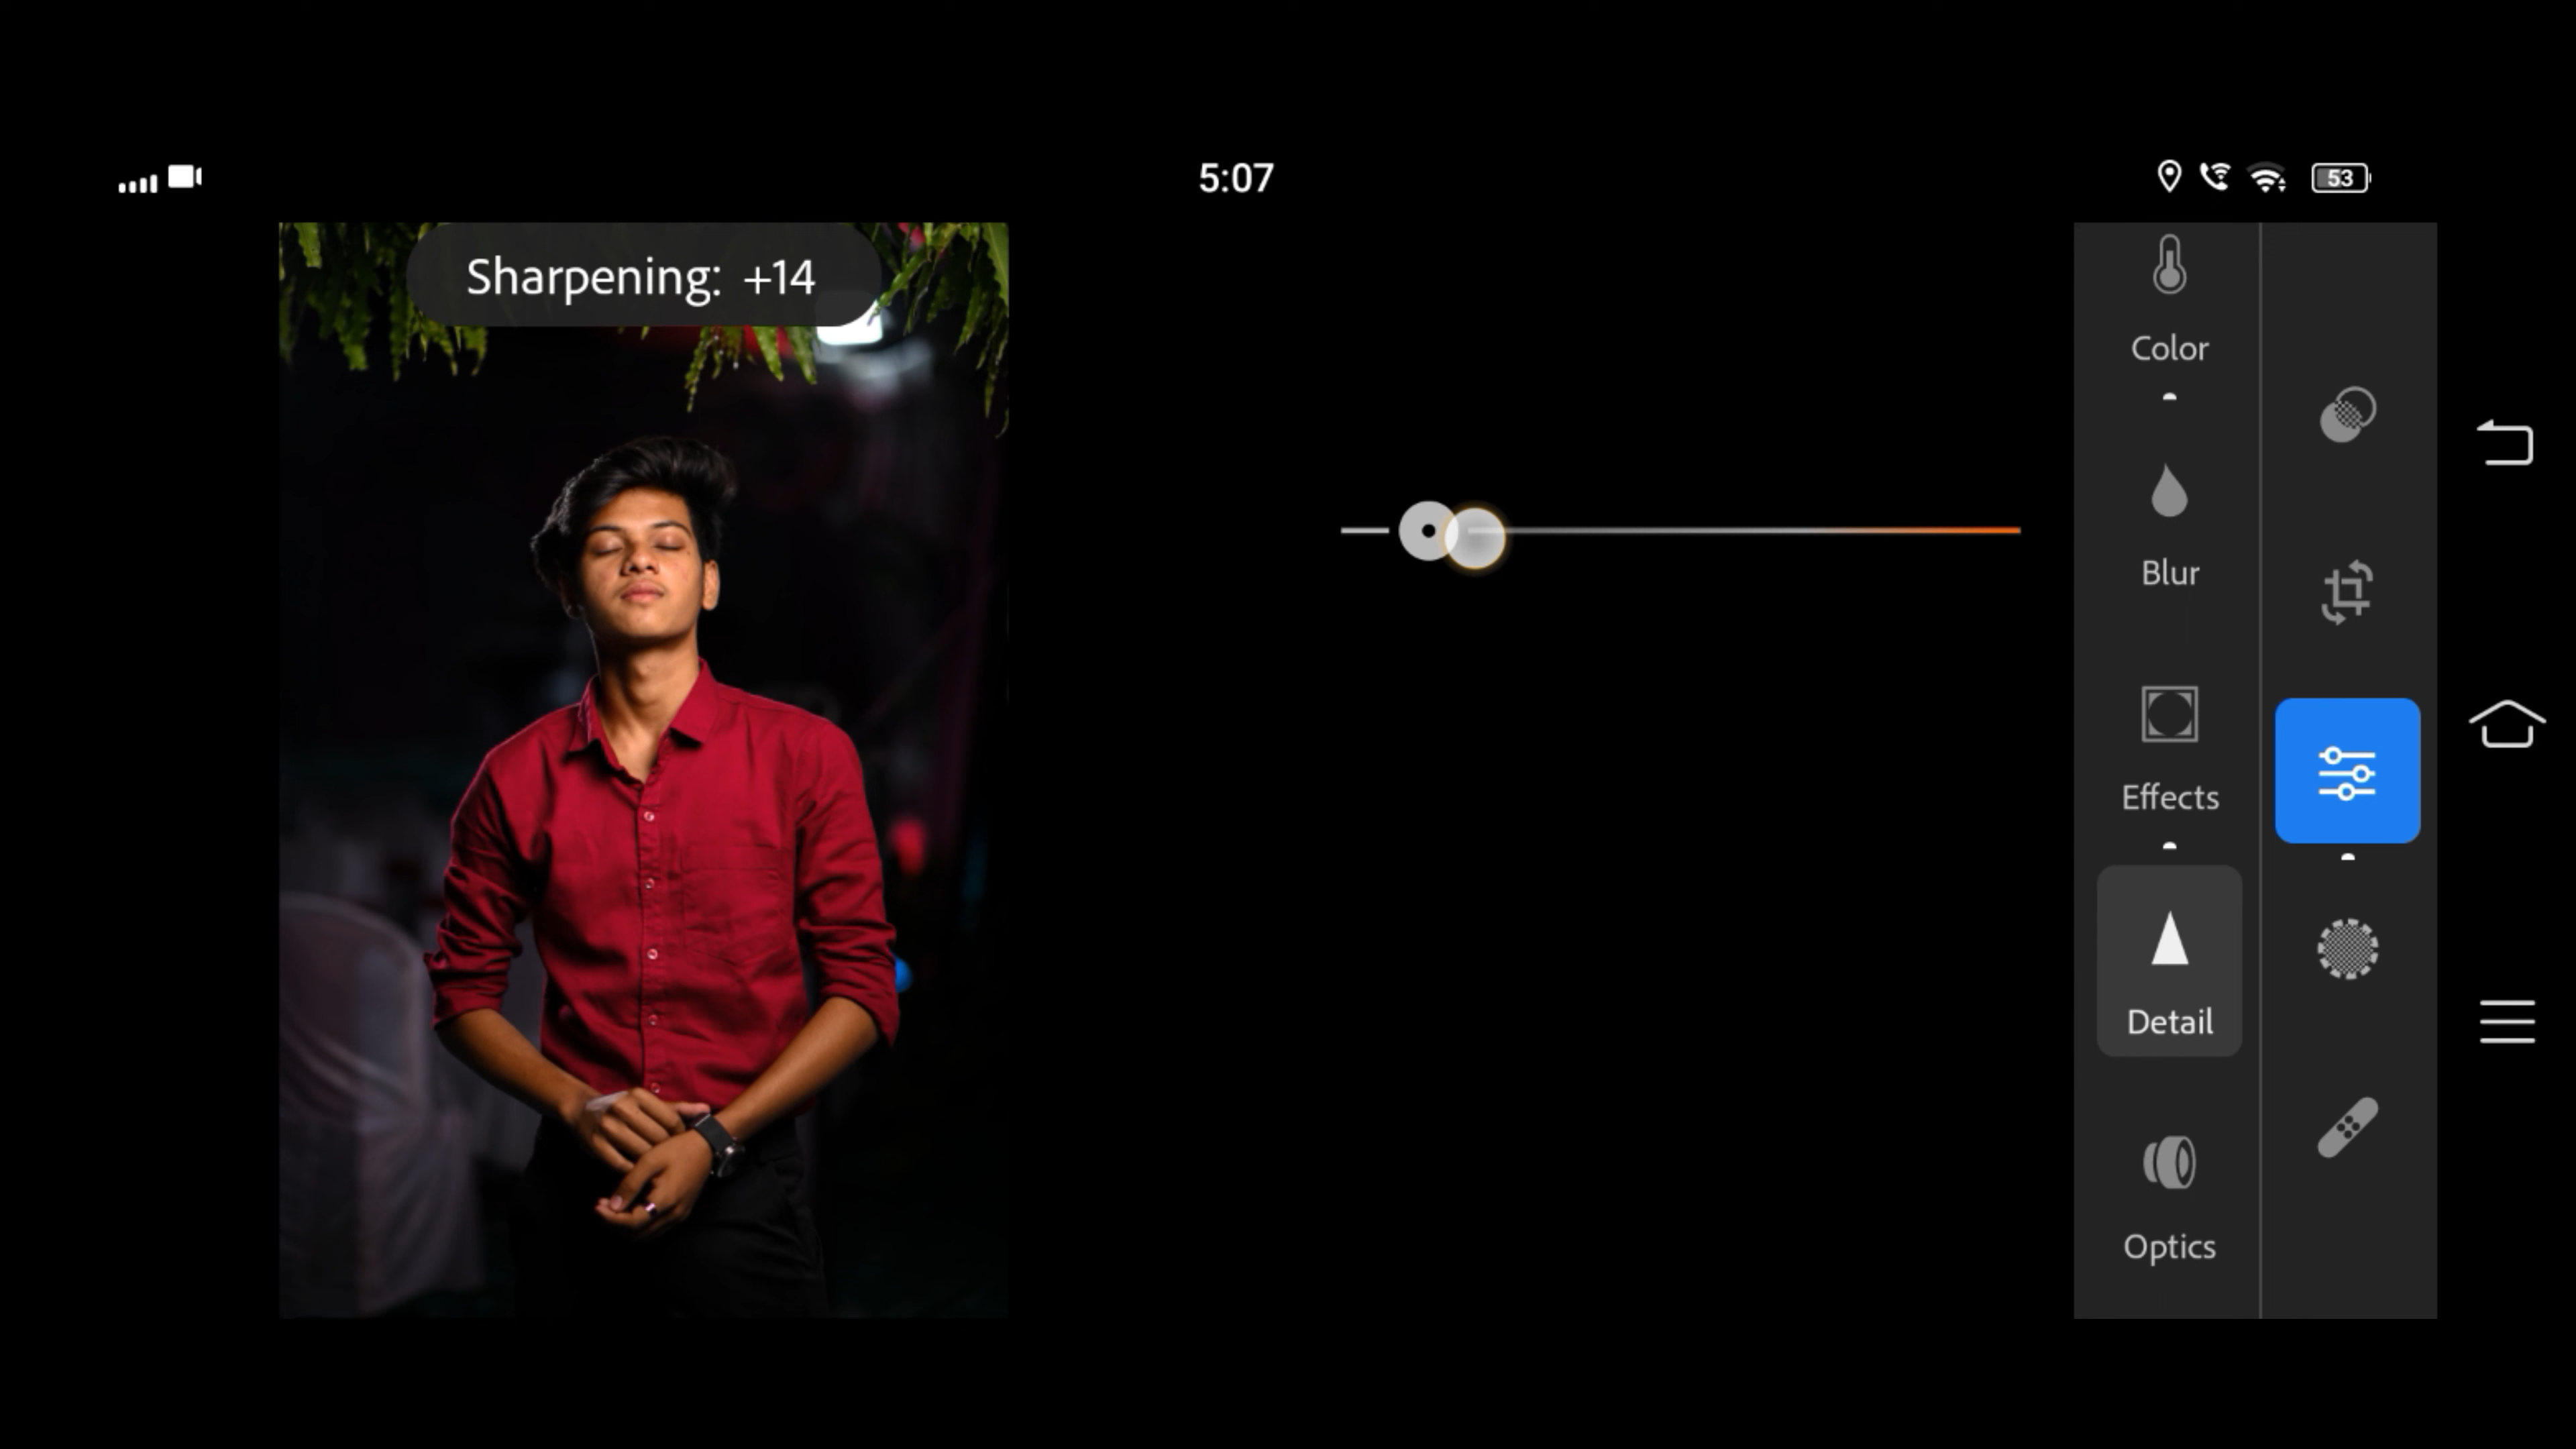 5:07
53
Sharpening: +14
Color
Blur
Effects
Detail
Optics